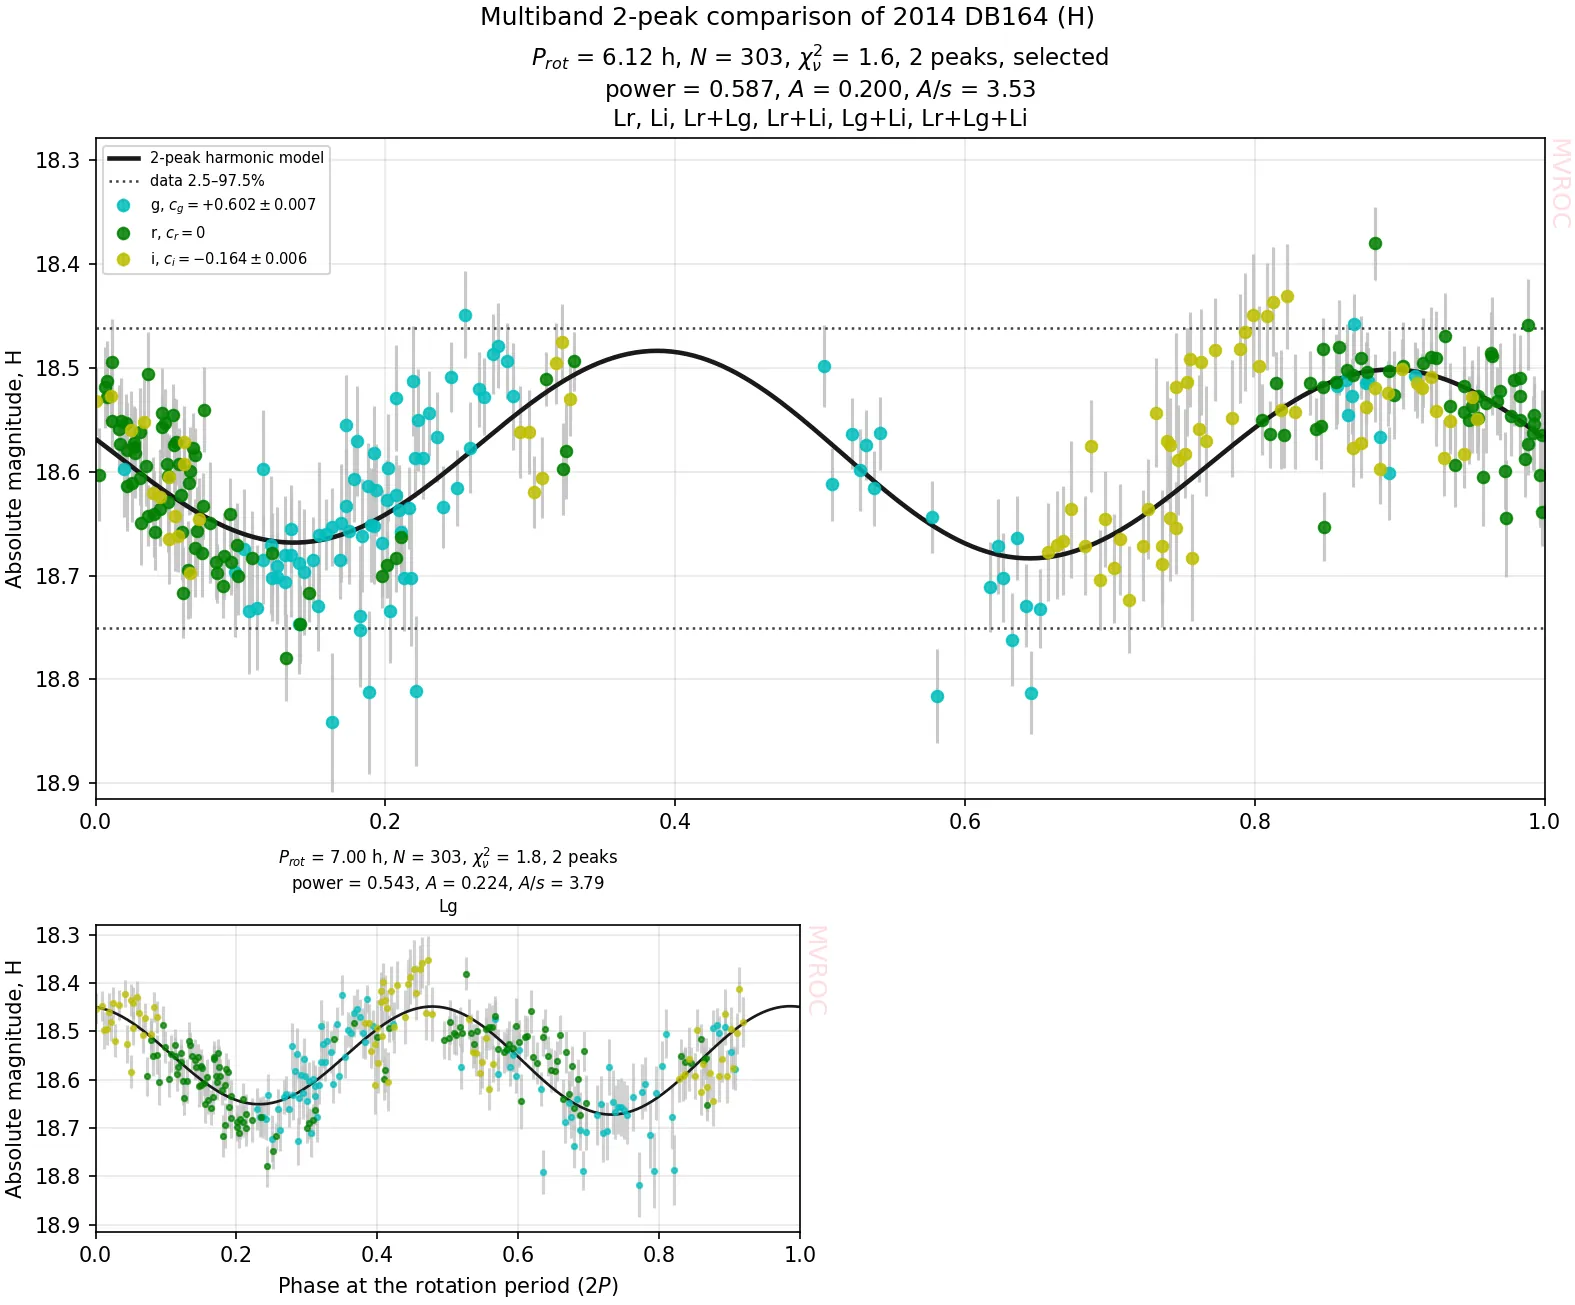 Multiband 2-peak comparison of 2014 DB164 (H)
P_rot = 6.12 h, N = 303, χ²_ν = 1.6, 2 peaks, selected
power = 0.587, A = 0.200, A/s = 3.53
Lr, Li, Lr+Lg, Lr+Li, Lg+Li, Lr+Lg+Li
2-peak harmonic model
data 2.5–97.5%
g, c_g = +0.602 ± 0.007
r, c_r = 0
i, c_i = −0.164 ± 0.006
MVROC
Absolute magnitude, H
18.3
18.4
18.5
18.6
18.7
18.8
18.9
0.0 0.2 0.4 0.6 0.8 1.0
P_rot = 7.00 h, N = 303, χ²_ν = 1.8, 2 peaks
power = 0.543, A = 0.224, A/s = 3.79
Lg
MVROC
Absolute magnitude, H
18.3
18.4
18.5
18.6
18.7
18.8
18.9
0.0 0.2 0.4 0.6 0.8 1.0
Phase at the rotation period (2P)